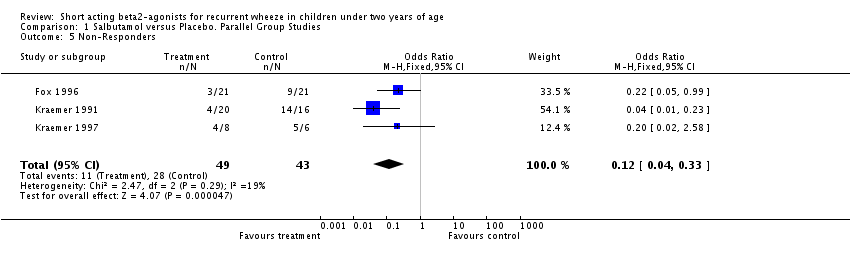 Review: Short acting beta2-agonists for recurrent wheeze in children under two years of age
Comparison: 1 Salbutamol versus Placebo. Parallel Group Studies
Outcome: 5 Non-Responders
Study or subgroup Treatment Control Odds Ratio Weight Odds Ratio
n/N n/N M-H,Fixed,95% CI M-H,Fixed,95% CI
Fox 1996 3/21 9/21 33.5 % 0.22 [ 0.05, 0.99 ]
Kraemer 1991 4/20 14/16 54.1 % 0.04 [ 0.01, 0.23 ]
Kraemer 1997 4/8 5/6 12.4 % 0.20 [ 0.02, 2.58 ]
Total (95% CI) 49 43 100.0 % 0.12 [ 0.04, 0.33 ]
Total events: 11 (Treatment), 28 (Control)
Heterogeneity: Chi² = 2.47, df = 2 (P = 0.29); I² =19%
Test for overall effect: Z = 4.07 (P = 0.000047)
0.001 0.01 0.1 1 10 100 1000
Favours treatment Favours control